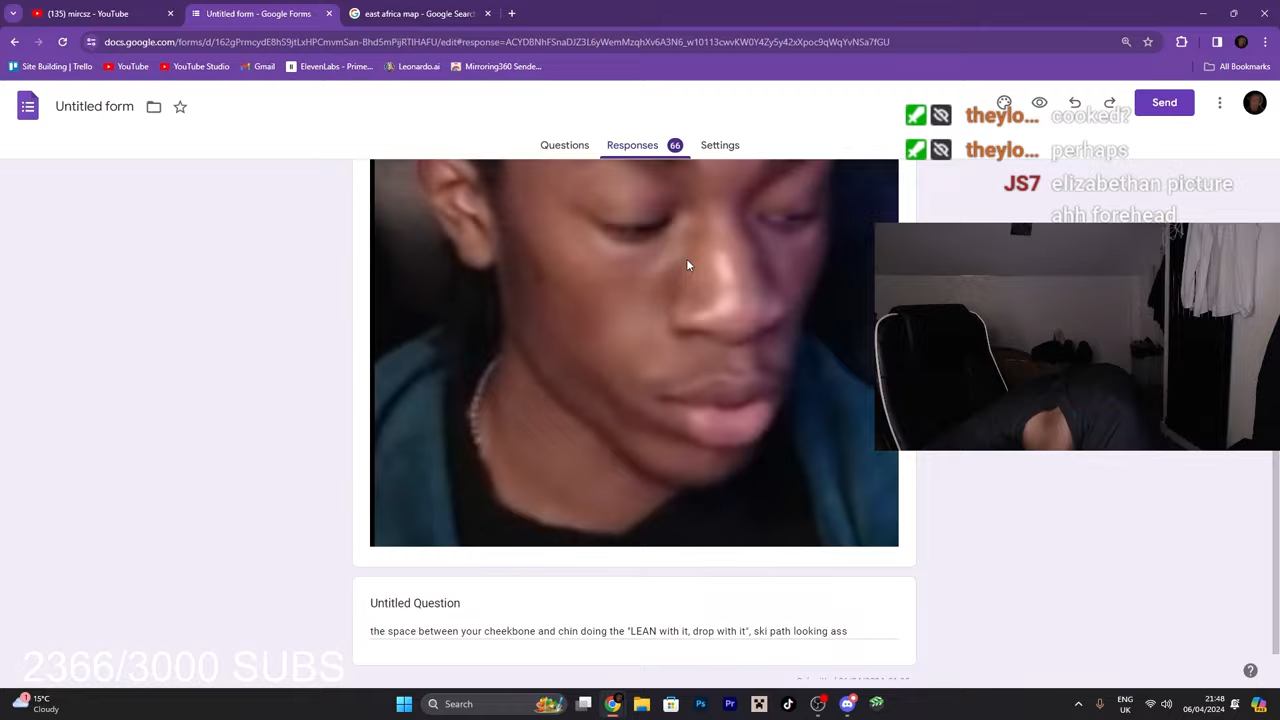 (135) mircsz - YouTube
Untitled form - Google Forms
east africa map - Google Searc
docs.google.com/forms/d/162gPrmcydE8hS9jtLxHPCmvmSan-Bhd5mPijRTIHAFU/edit#response=ACYDBNhFSnaDJZ3L6yWemMzqhXv6A3N6_w10113cwvKW0Y4Zy5y42xXpoc9qWqYvNSa7fGU
Site Building | Trello
YouTube
YouTube Studio
Gmail
ElevenLabs - Prime...
Leonardo.ai
Mirroring360 Sende...
All Bookmarks
Untitled form
Send
Questions
Responses
66
Settings
theylo... cooked?
theylo... perhaps
JS7 elizabethan picture
ahh forehead
Untitled Question
the space between your cheekbone and chin doing the "LEAN with it, drop with it", ski path looking ass
2366/3000 SUBS
15°C
Cloudy
Search
ENG
UK
21:48
06/04/2024